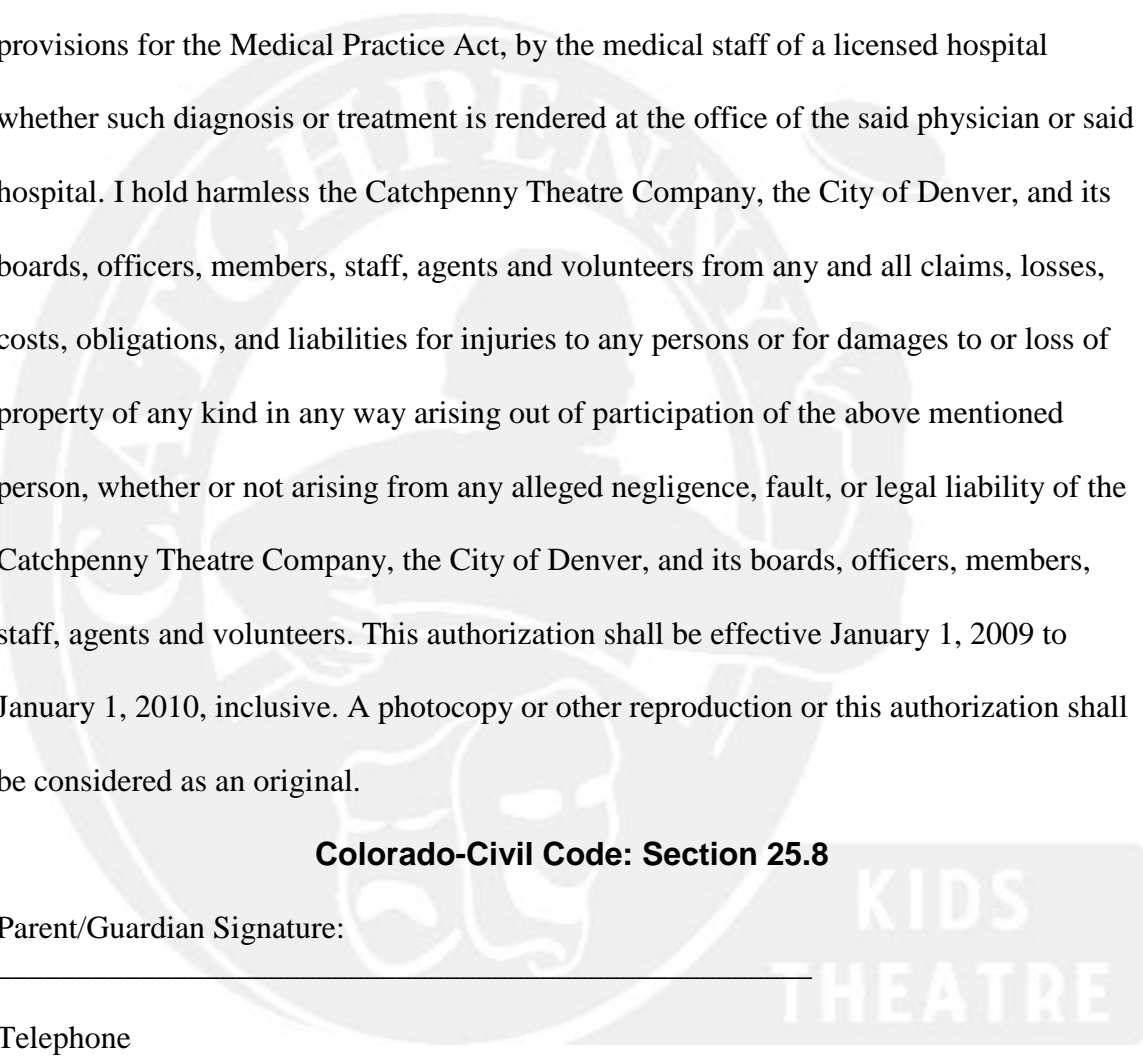 provisions for the Medical Practice Act, by the medical staff of a licensed hospital
whether such diagnosis or treatment is rendered at the office of the said physician or said
hospital. I hold harmless the Catchpenny Theatre Company, the City of Denver, and its
boards, officers, members, staff, agents and volunteers from any and all claims, losses,
costs, obligations, and liabilities for injuries to any persons or for damages to or loss of
property of any kind in any way arising out of participation of the above mentioned
person, whether or not arising from any alleged negligence, fault, or legal liability of the
Catchpenny Theatre Company, the City of Denver, and its boards, officers, members,
staff, agents and volunteers. This authorization shall be effective January 1, 2009 to
January 1, 2010, inclusive. A photocopy or other reproduction or this authorization shall
be considered as an original.
Colorado-Civil Code: Section 25.8
Parent/Guardian Signature:
Telephone
CATCHPENNY
KIDS
THEATRE